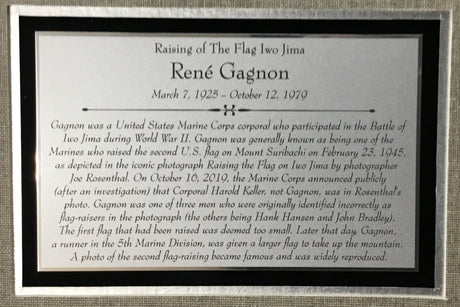 Raising of The Flag Iwo Jima
René Gagnon
March 7, 1925 – October 12, 1979
Gagnon was a United States Marine Corps corporal who participated in the Battle of
Iwo Jima during World War II. Gagnon was generally known as being one of the
Marines who raised the second U.S. flag on Mount Suribachi on February 23, 1945,
as depicted in the iconic photograph Raising the Flag on Iwo Jima by photographer
Joe Rosenthal. On October 16, 2019, the Marine Corps announced publicly
(after an investigation) that Corporal Harold Keller, not Gagnon, was in Rosenthal's
photo. Gagnon was one of three men who were originally identified incorrectly as
flag-raisers in the photograph (the others being Hank Hansen and John Bradley).
The first flag that had been raised was deemed too small. Later that day, Gagnon,
a runner in the 5th Marine Division, was given a larger flag to take up the mountain.
A photo of the second flag-raising became famous and was widely reproduced.